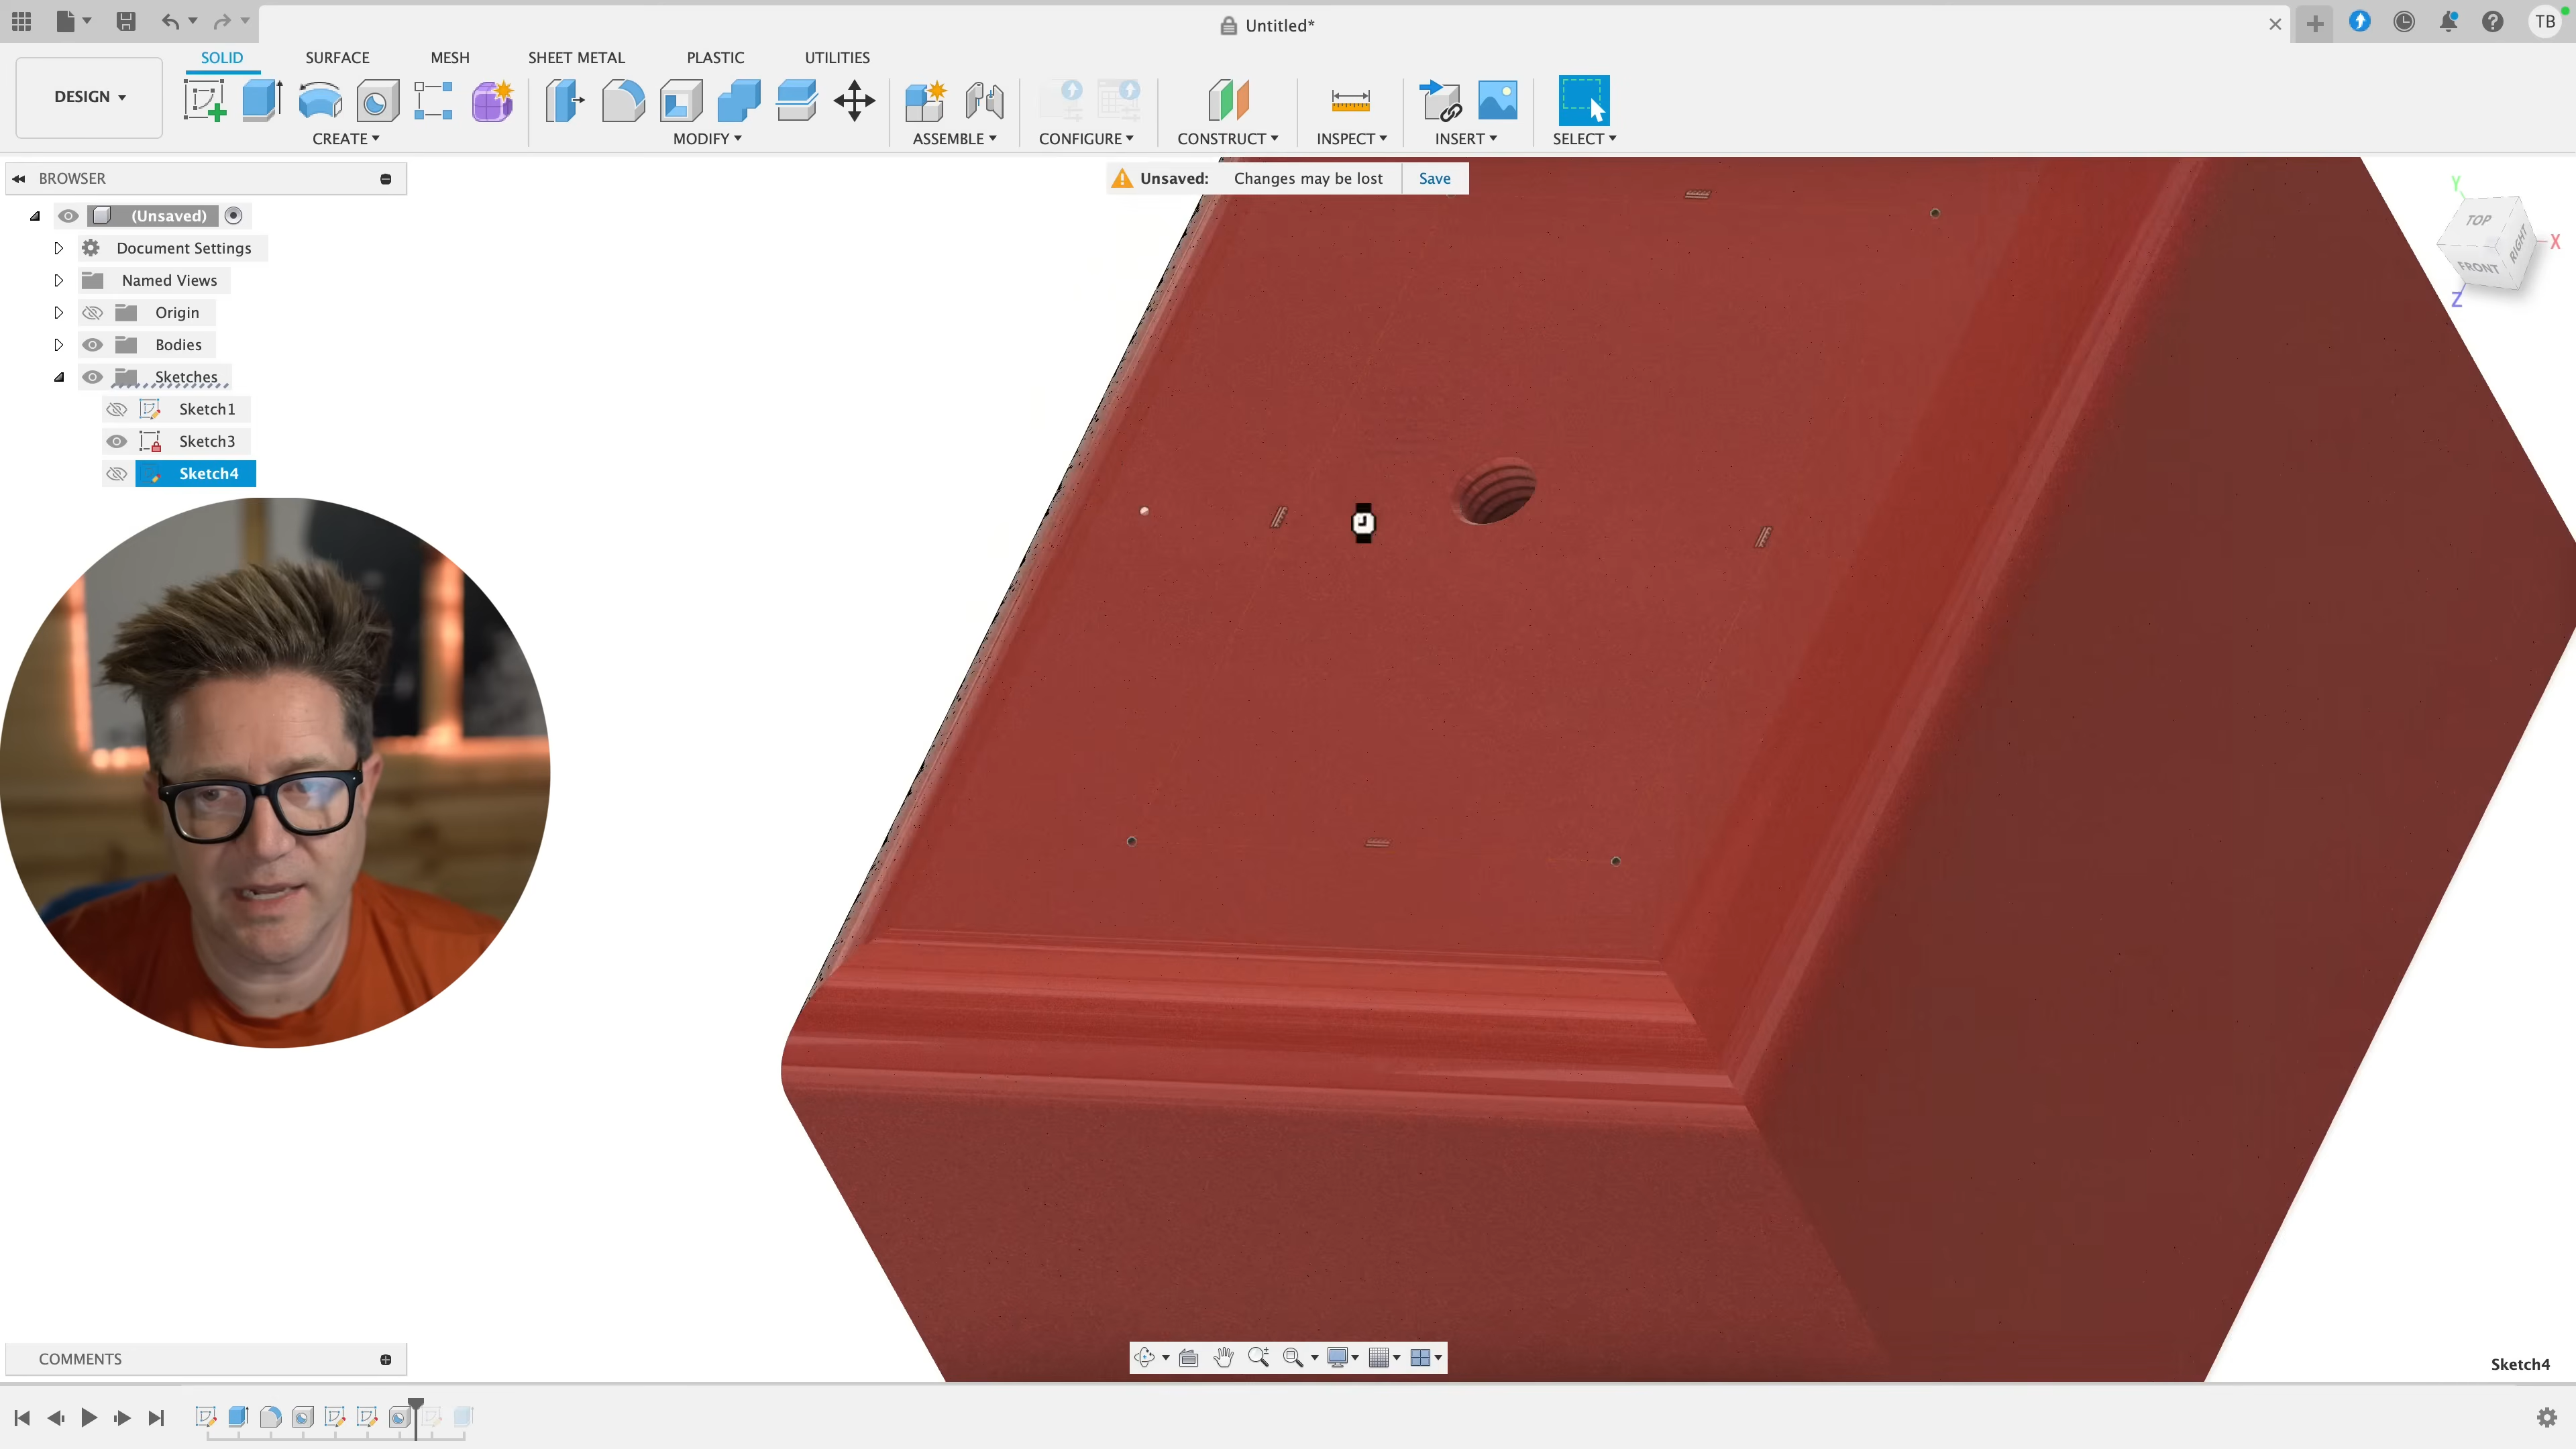 Untitled*
TB
DESIGN
SOLID
SURFACE
MESH
SHEET METAL
PLASTIC
UTILITIES
CREATE
MODIFY
ASSEMBLE
CONFIGURE
CONSTRUCT
INSPECT
INSERT
SELECT
BROWSER
Unsaved: Changes may be lost Save
(Unsaved)
Document Settings
Named Views
Origin
Bodies
Sketches
Sketch1
Sketch3
Sketch4
Y
TOP
FRONT
RIGHT
X
Z
COMMENTS
Sketch4